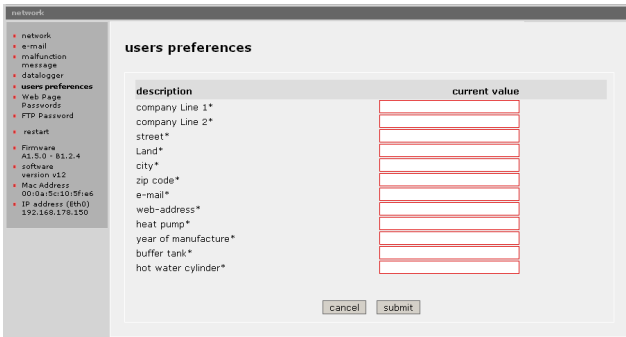 network
network
e-mail
malfunction
message
datalogger
users preferences
Web Page
Passwords
FTP Password
restart
Firmware
A1.5.0 - B1.2.4
software
version v12
Mac Address
00:0a:5c:10:5f:e6
IP address (Eth0)
192.168.178.150
users preferences
description current value
company Line 1*
company Line 2*
street*
Land*
city*
zip code*
e-mail*
web-address*
heat pump*
year of manufacture*
buffer tank*
hot water cylinder*
cancel submit